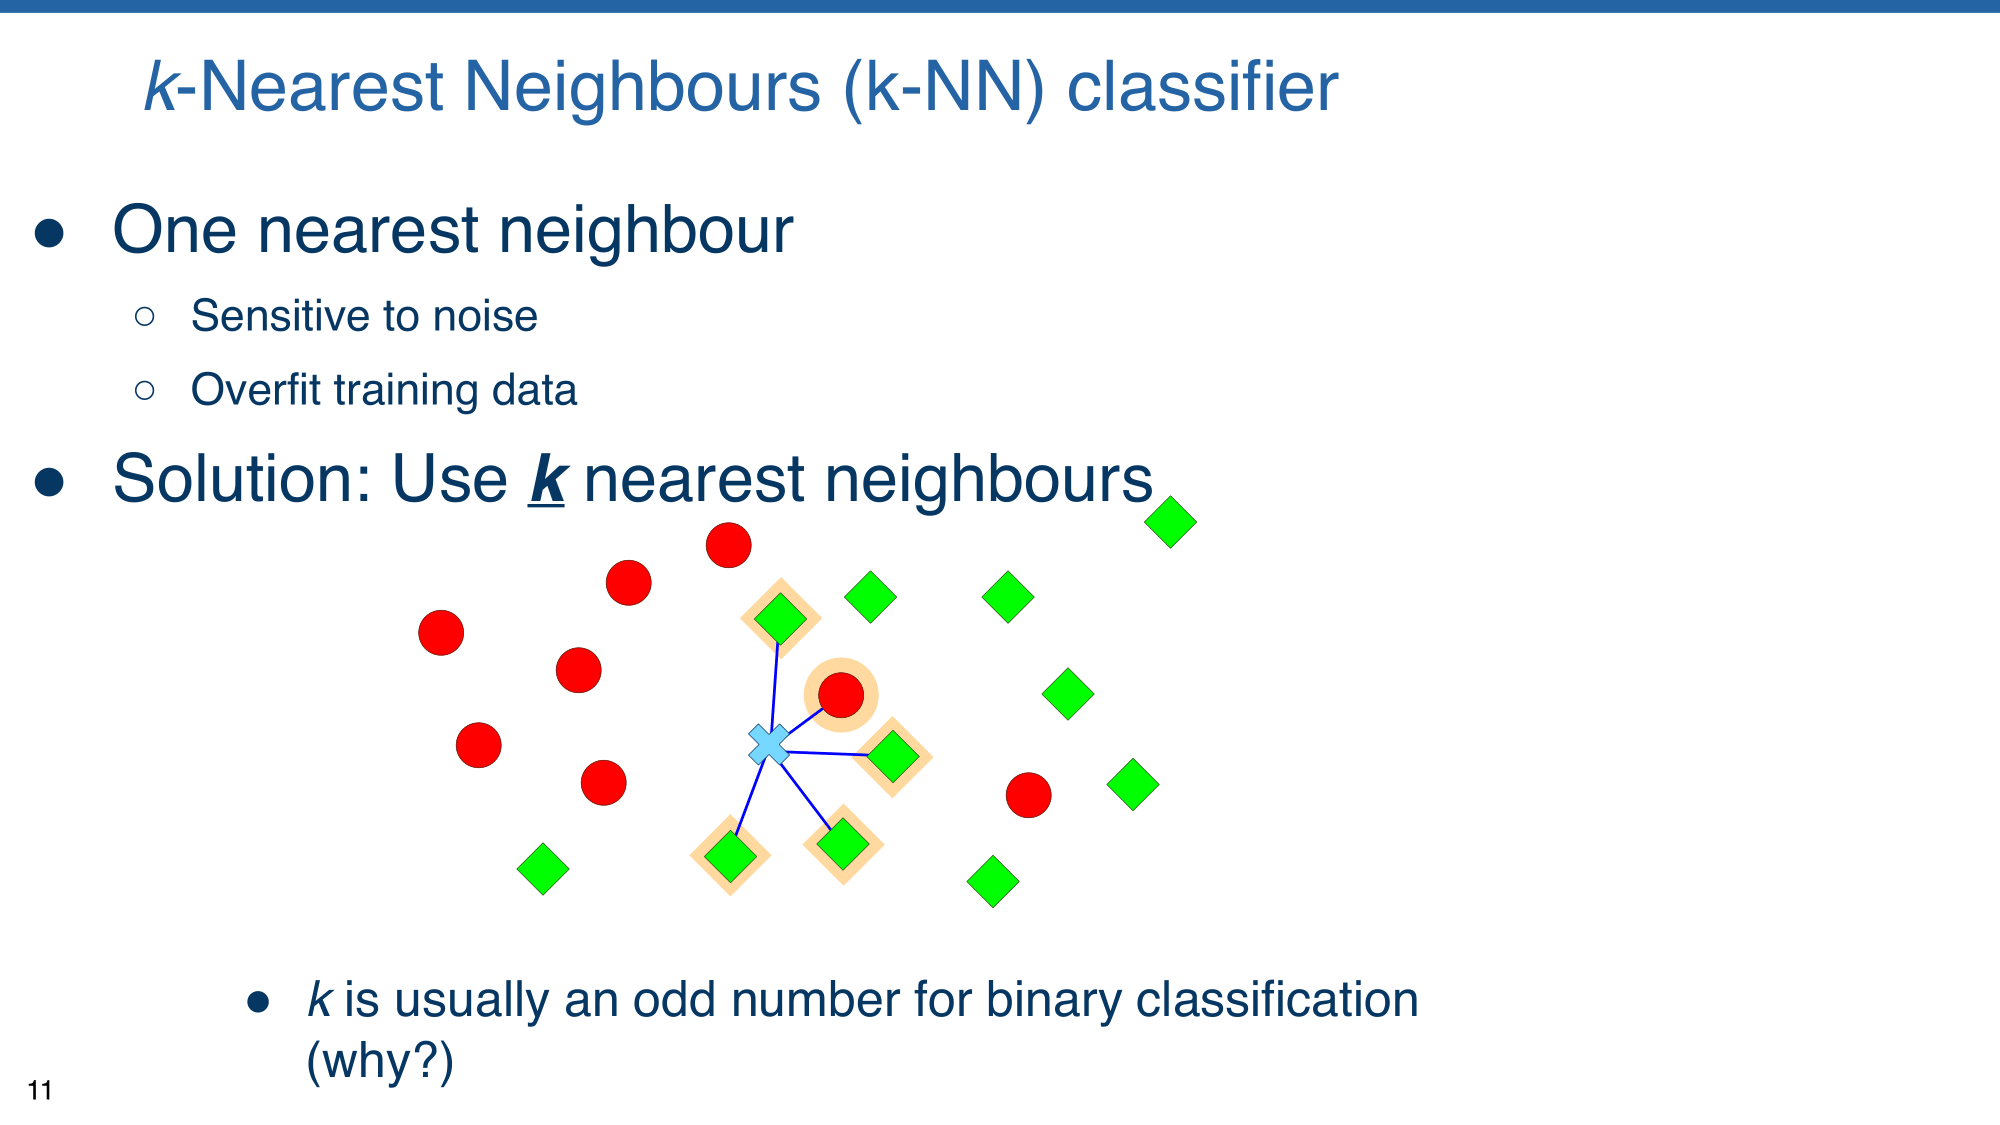 k-Nearest Neighbours (k-NN) classifier
● One nearest neighbour
○ Sensitive to noise
○ Overfit training data
● Solution: Use k nearest neighbours
● k is usually an odd number for binary classification
(why?)
11